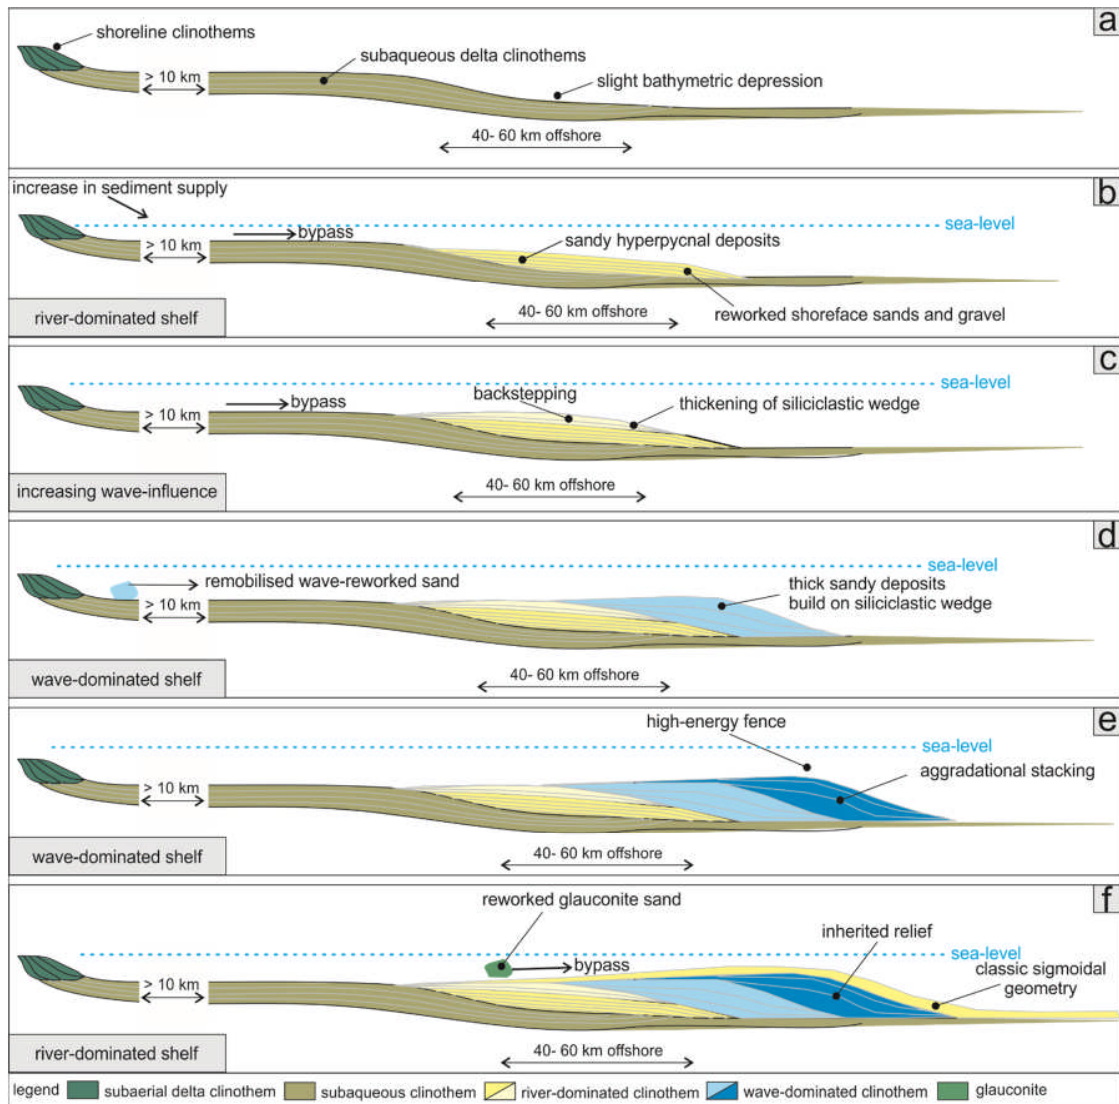 a
shoreline clinothems
subaqueous delta clinothems
> 10 km
slight bathymetric depression
40- 60 km offshore
b
increase in sediment supply
sea-level
bypass
> 10 km
sandy hyperpycnal deposits
40- 60 km offshore
reworked shoreface sands and gravel
river-dominated shelf
c
sea-level
backstepping
bypass
thickening of siliciclastic wedge
> 10 km
40- 60 km offshore
increasing wave-influence
d
sea-level
remobilised wave-reworked sand
thick sandy deposits
build on siliciclastic wedge
> 10 km
40- 60 km offshore
wave-dominated shelf
e
high-energy fence
sea-level
aggradational stacking
> 10 km
40- 60 km offshore
wave-dominated shelf
f
reworked glauconite sand
inherited relief
sea-level
bypass
classic sigmoidal
geometry
> 10 km
40- 60 km offshore
river-dominated shelf
legend subaerial delta clinothem subaqueous clinothem river-dominated clinothem wave-dominated clinothem glauconite